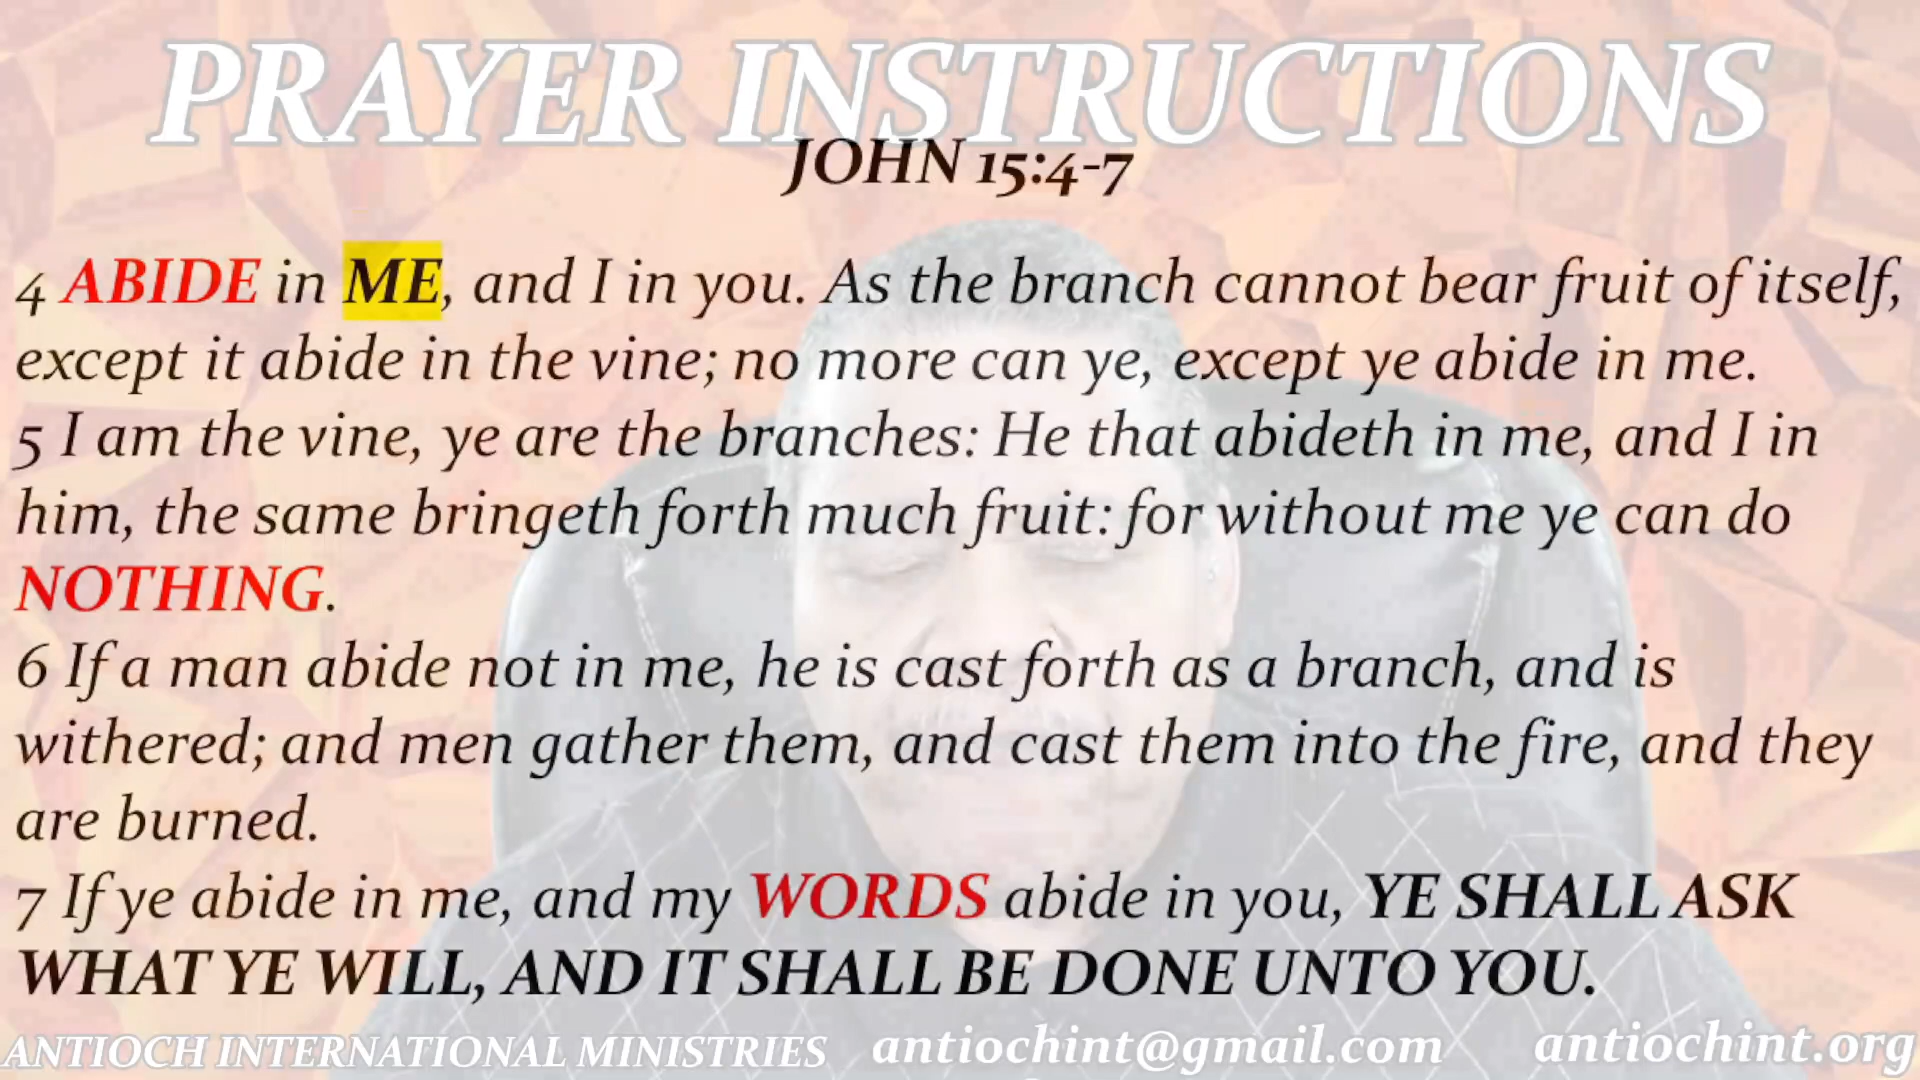 PRAYER INSTRUCTIONS
JOHN 15:4-7
4 ABIDE in ME, and I in you. As the branch cannot bear fruit of itself,
except it abide in the vine; no more can ye, except ye abide in me.
5 I am the vine, ye are the branches: He that abideth in me, and I in
him, the same bringeth forth much fruit: for without me ye can do
NOTHING.
6 If a man abide not in me, he is cast forth as a branch, and is
withered; and men gather them, and cast them into the fire, and they
are burned.
7 If ye abide in me, and my WORDS abide in you, YE SHALL ASK
WHAT YE WILL, AND IT SHALL BE DONE UNTO YOU.
ANTIOCH INTERNATIONAL MINISTRIES antiochint@gmail.com antiochint.org